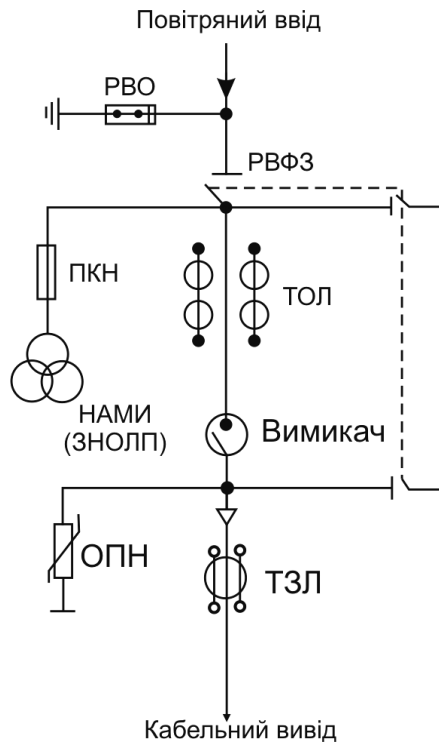 Повітряний ввід
РВО
РВФЗ
ПКН
ТОЛ
НАМИ
(ЗНОЛП)
Вимикач
ОПН
ТЗЛ
Кабельний вивід